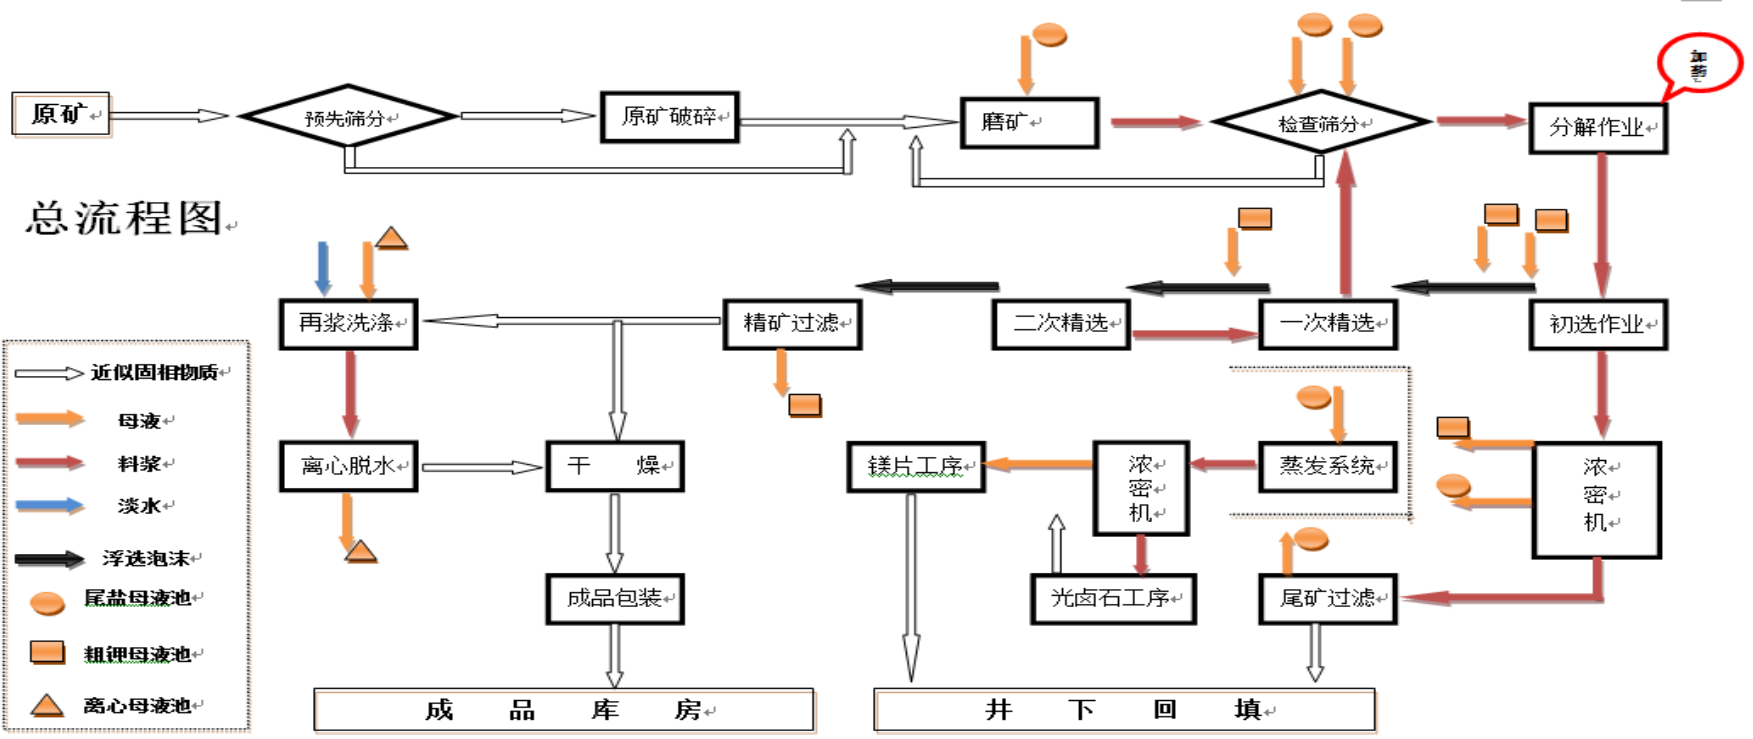 加
药
原矿
预先筛分
原矿破碎
磨矿
检查筛分
分解作业
总流程图
再浆洗涤
精矿过滤
二次精选
一次精选
初选作业
近似固相物质
母液
料浆
淡水
浮选泡沫
尾盐母液池
粗钾母液池
离心母液池
离心脱水
干 燥
镁片工序
浓
密
机
蒸发系统
浓
密
机
成品包装
光卤石工序
尾矿过滤
成 品 库 房
井 下 回 填